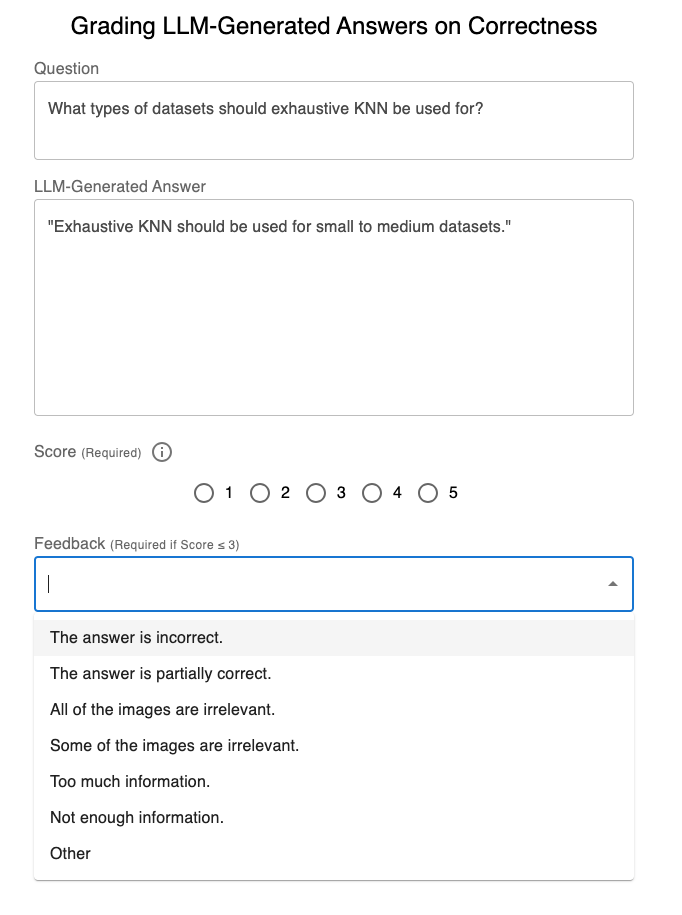 Grading LLM-Generated Answers on Correctness
Question
What types of datasets should exhaustive KNN be used for?
LLM-Generated Answer
"Exhaustive KNN should be used for small to medium datasets."
Score (Required) i
1 2 3 4 5
Feedback (Required if Score ≤ 3)
The answer is incorrect.
The answer is partially correct.
All of the images are irrelevant.
Some of the images are irrelevant.
Too much information.
Not enough information.
Other